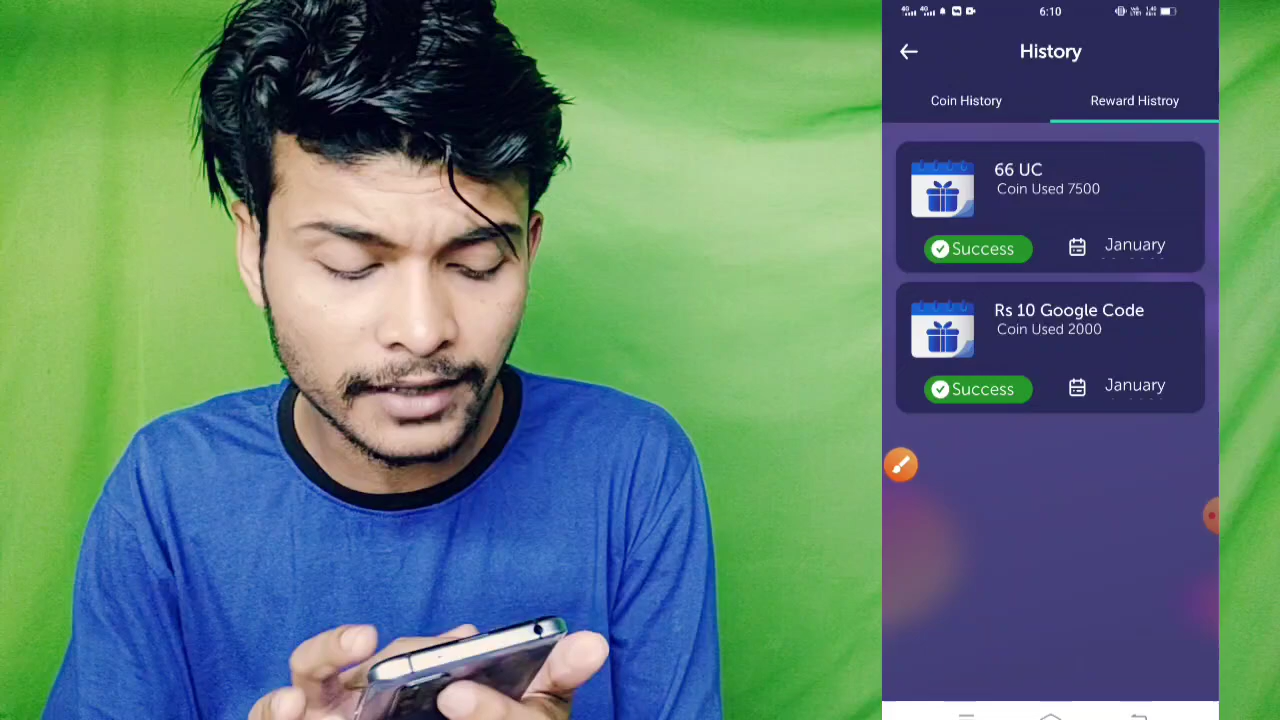 6:10
History
Coin History
Reward Histroy
66 UC
Coin Used 7500
Success
January
Rs 10 Google Code
Coin Used 2000
Success
January